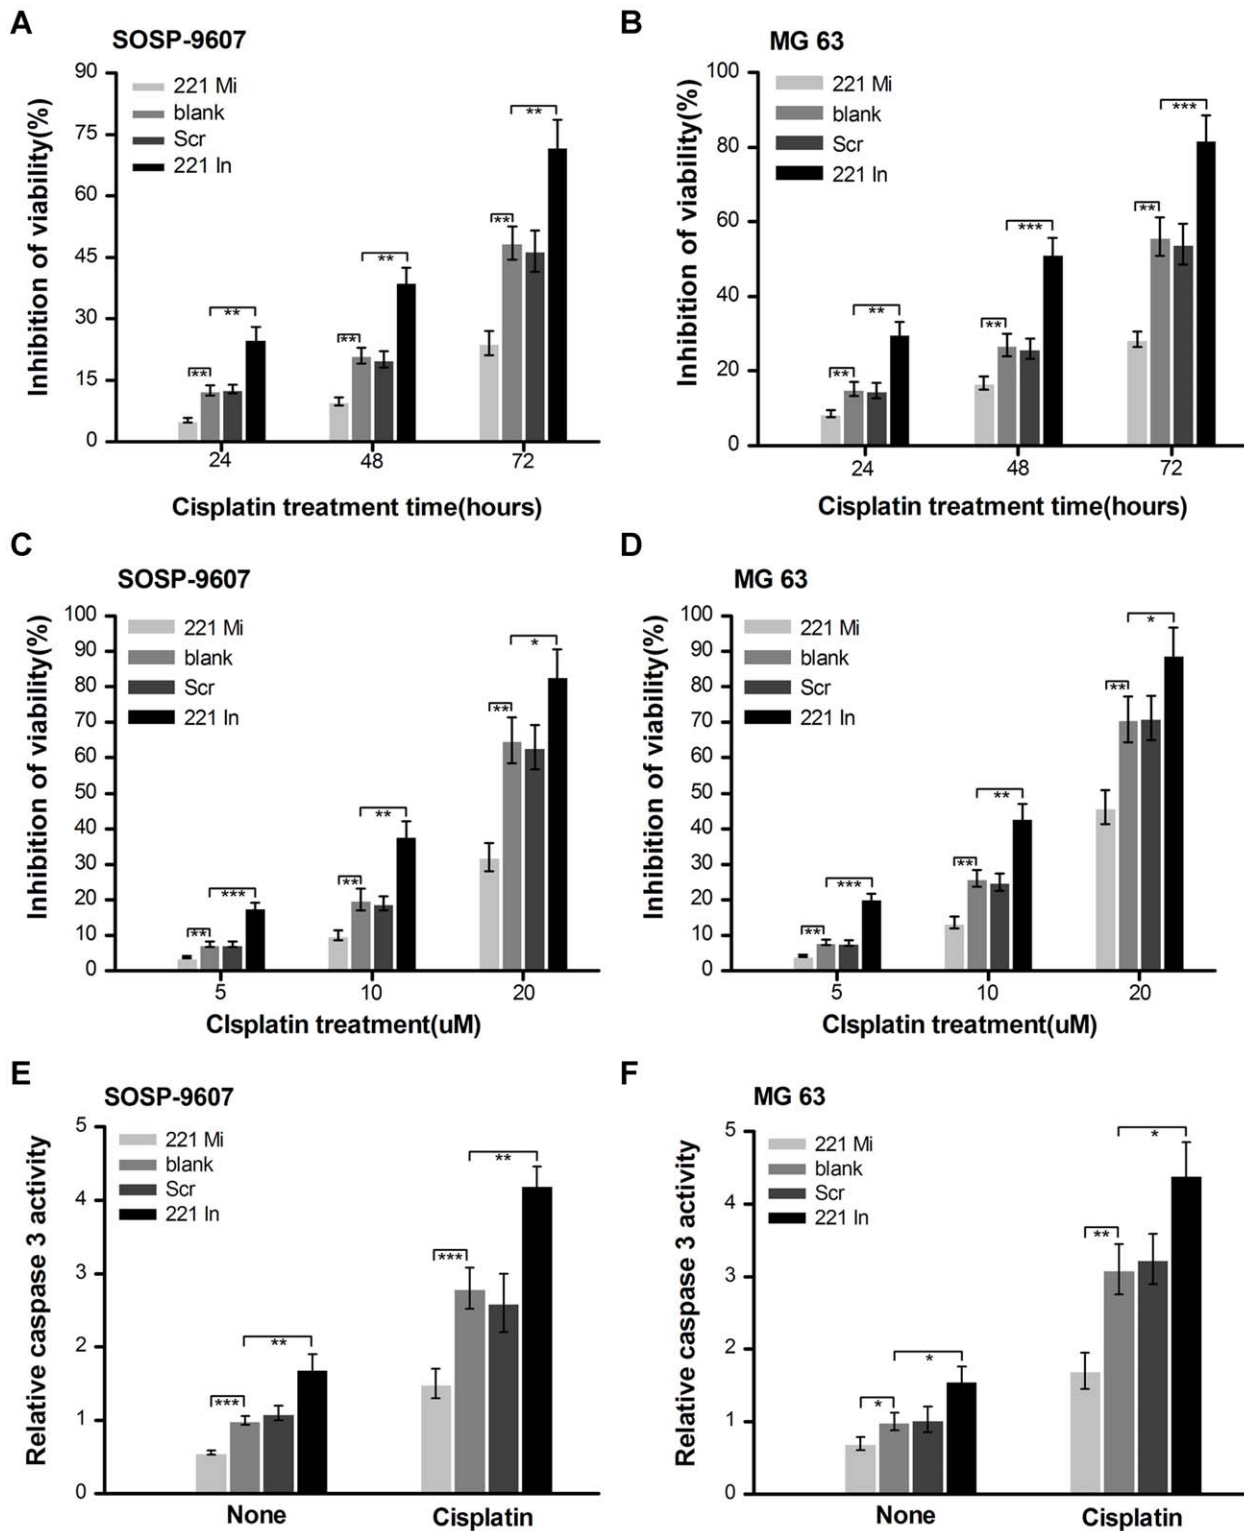 A
SOSP-9607
90
75
60
45
30
15
0
Inhibition of viability(%)
221 Mi
blank
Scr
221 In
**
**
**
**
**
**
24
48
72
Cisplatin treatment time(hours)
B
MG 63
100
80
60
40
20
0
Inhibition of viability(%)
221 Mi
blank
Scr
221 In
**
**
**
***
**
***
24
48
72
Cisplatin treatment time(hours)
C
SOSP-9607
100
90
80
70
60
50
40
30
20
10
0
Inhibition of viability(%)
221 Mi
blank
Scr
221 In
**
***
**
**
**
*
5
10
20
CIsplatin treatment(uM)
D
MG 63
100
90
80
70
60
50
40
30
20
10
0
Inhibition of viability(%)
221 Mi
blank
Scr
221 In
**
***
**
**
**
*
5
10
20
CIsplatin treatment(uM)
E
SOSP-9607
5
4
3
2
1
0
Relative caspase 3 activity
221 Mi
blank
Scr
221 In
***
**
***
**
None
Cisplatin
F
MG 63
5
4
3
2
1
0
Relative caspase 3 activity
221 Mi
blank
Scr
221 In
*
*
**
*
None
Cisplatin